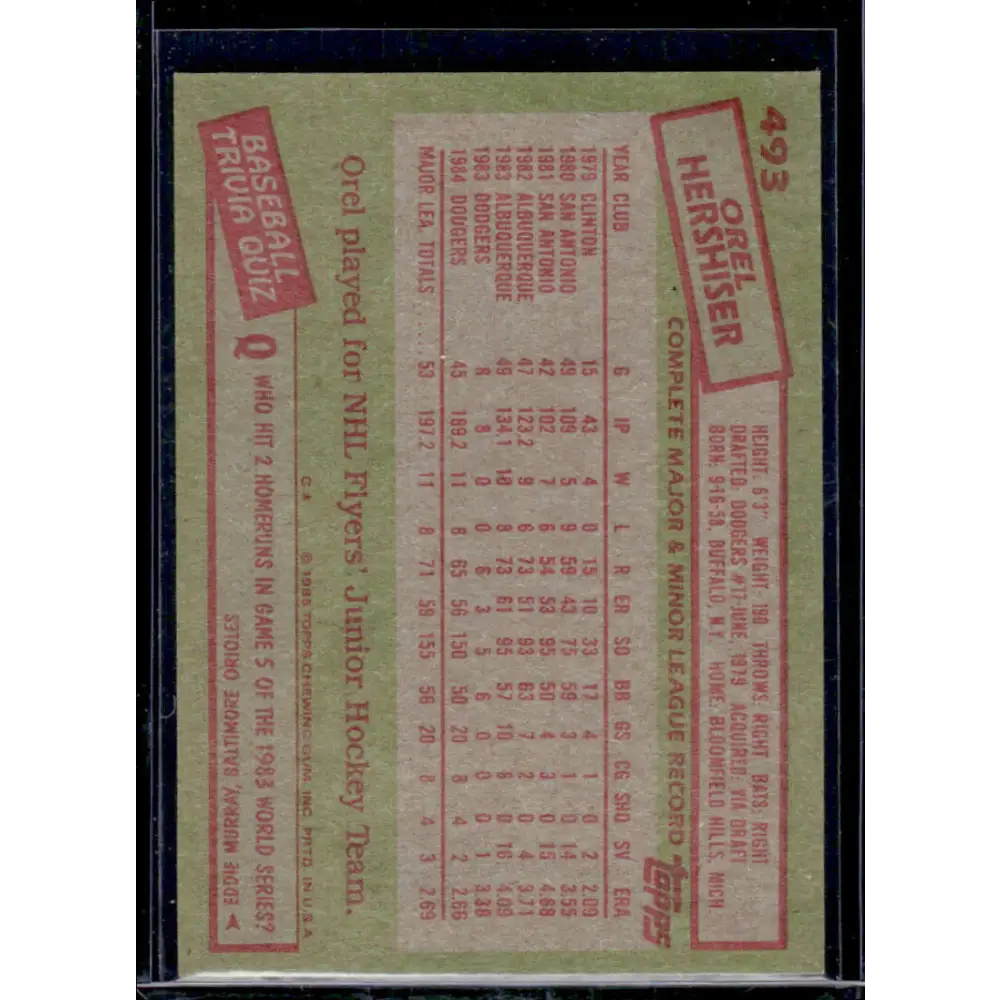 493
OREL
HERSHISER
HEIGHT: 6'3" WEIGHT: 190 THROWS: RIGHT BATS: RIGHT
DRAFTED: DODGERS #17-JUNE, 1979 ACQUIRED: VIA DRAFT
BORN: 9-16-58, BUFFALO, N.Y. HOME: BLOOMFIELD HILLS, MICH.
COMPLETE MAJOR & MINOR LEAGUE RECORD
topps
YEAR CLUB G IP W L R ER SO BB GS CG SHO SV ERA
1979 CLINTON 15 43 4 0 15 10 33 17 4 1 0 2 2.09
1980 SAN ANTONIO 49 109 5 9 59 43 75 59 3 1 0 14 3.55
1981 SAN ANTONIO 42 102 7 6 54 53 95 50 4 3 0 15 4.68
1982 ALBUQUERQUE 47 123.2 9 6 73 51 93 63 7 2 0 4 3.71
1983 ALBUQUERQUE 49 134.1 10 8 73 61 95 57 10 6 0 16 4.09
1983 DODGERS 8 8 0 0 6 3 5 6 0 0 0 1 3.38
1984 DODGERS 45 189.2 11 8 65 56 150 50 20 8 4 2 2.66
MAJOR LEA. TOTALS..... 53 197.2 11 8 71 59 155 56 20 8 4 3 2.69
Orel played for NHL Flyers' Junior Hockey Team.
C★ © 1985 TOPPS CHEWING GUM, INC. PRTD. IN U.S.A.
BASEBALL
TRIVIA QUIZ
Q WHO HIT 2 HOMERUNS IN GAME 5 OF THE 1983 WORLD SERIES?
EDDIE MURRAY, BALTIMORE ORIOLES